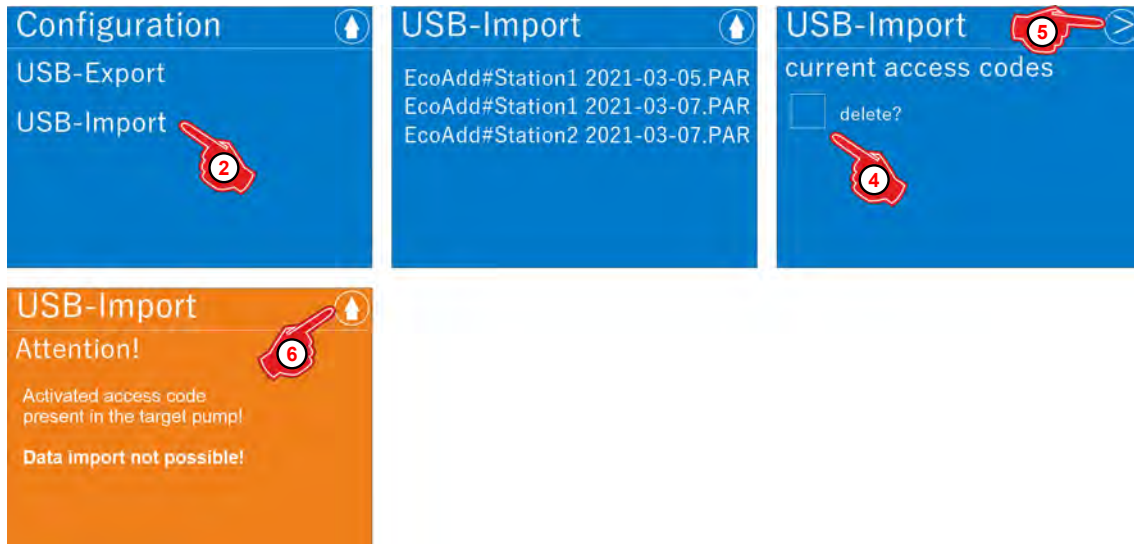 Configuration
USB-Export
USB-Import
2
USB-Import
EcoAdd#Station1 2021-03-05.PAR
EcoAdd#Station1 2021-03-07.PAR
EcoAdd#Station2 2021-03-07.PAR
USB-Import
5
current access codes
delete?
4
USB-Import
6
Attention!
Activated access code
present in the target pump!
Data import not possible!